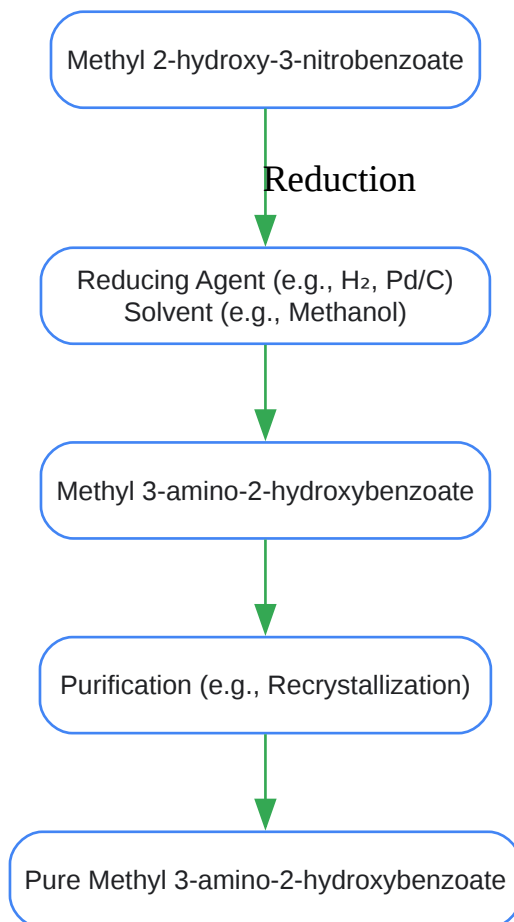 Methyl 2-hydroxy-3-nitrobenzoate
Reduction
Reducing Agent (e.g., H₂, Pd/C)
Solvent (e.g., Methanol)
Methyl 3-amino-2-hydroxybenzoate
Purification (e.g., Recrystallization)
Pure Methyl 3-amino-2-hydroxybenzoate